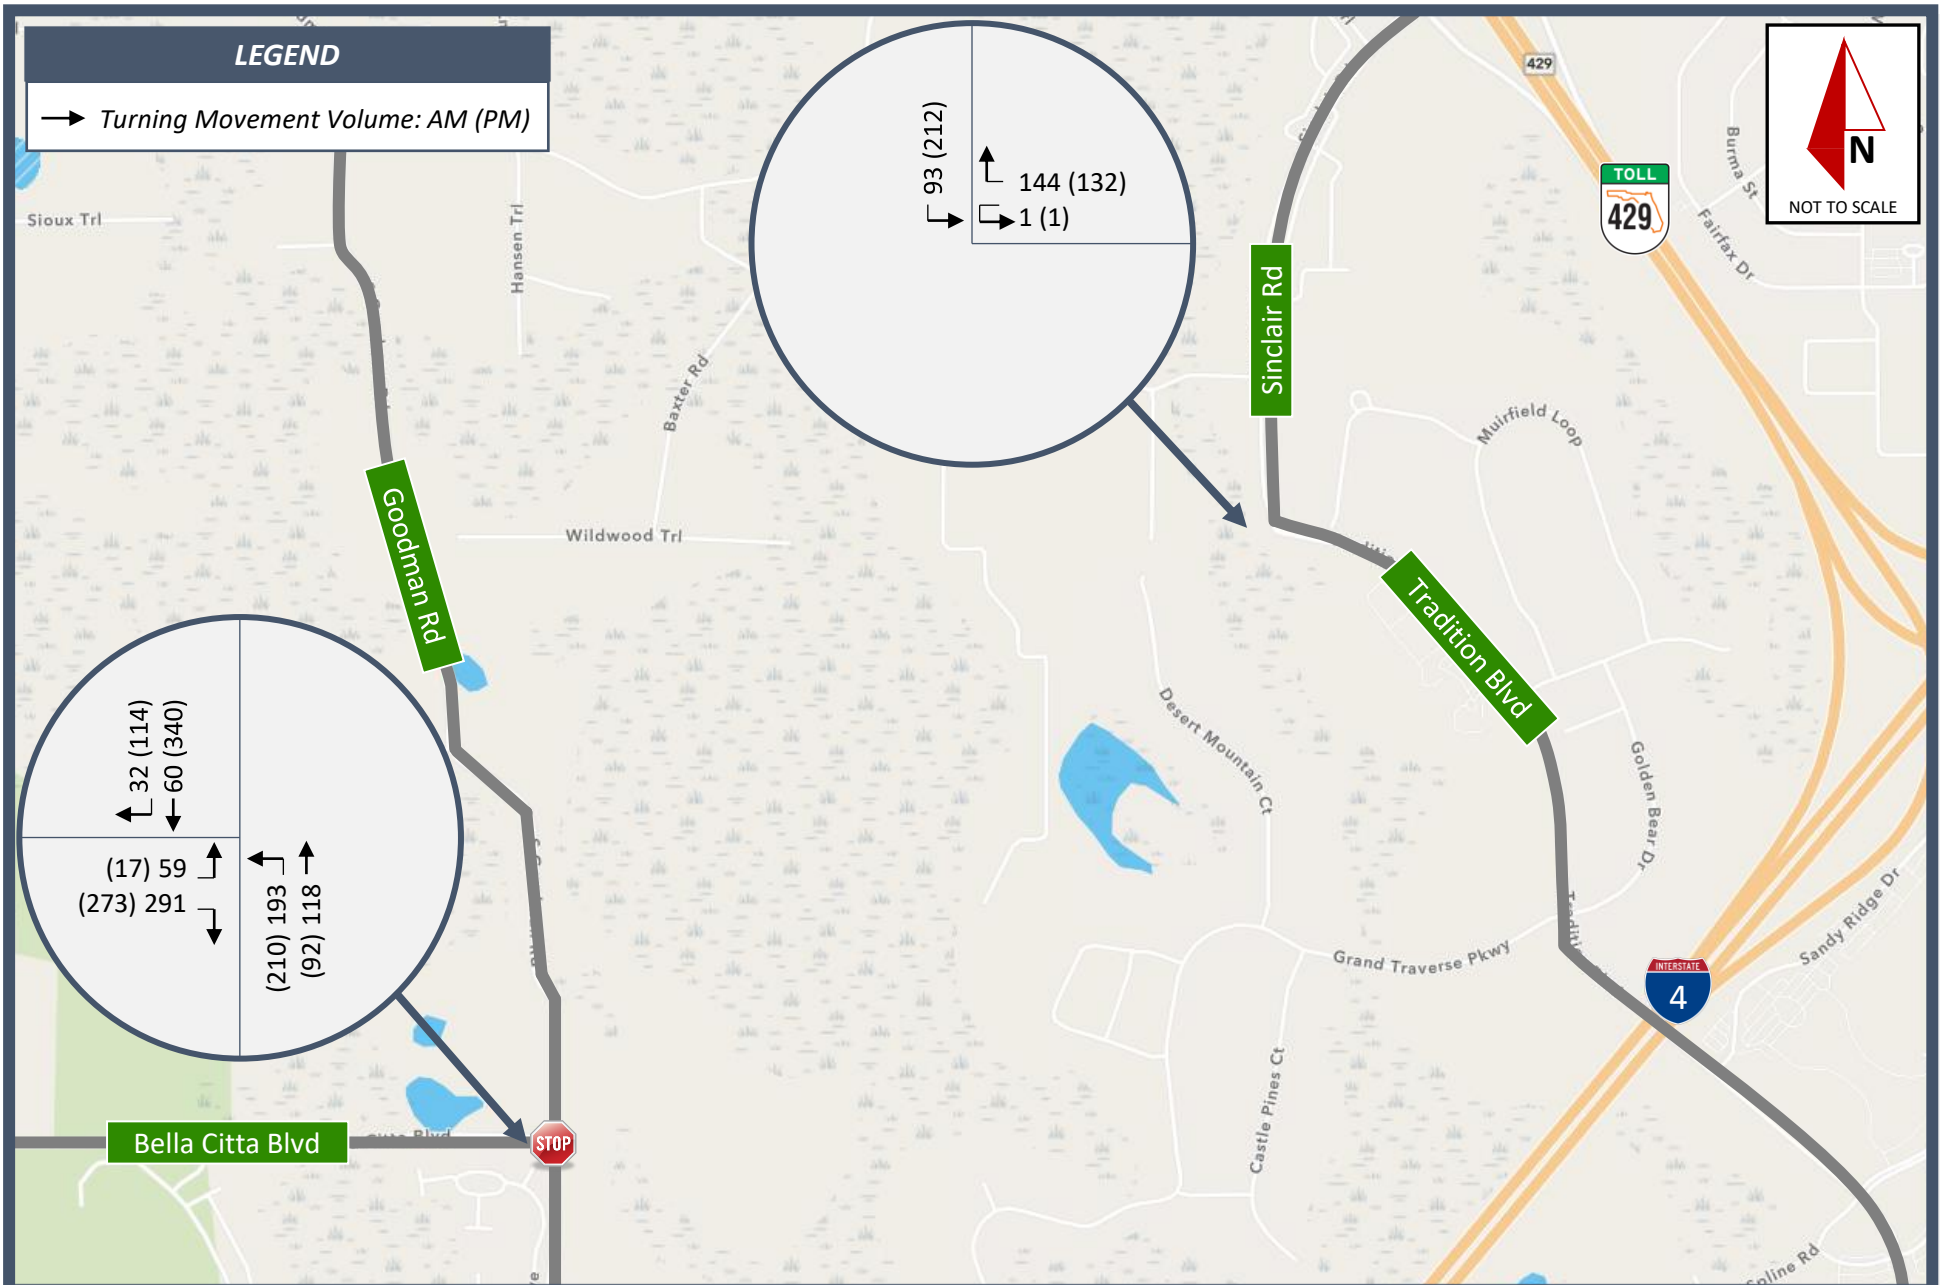 LEGEND
Turning Movement Volume: AM (PM)
N
NOT TO SCALE
429
TOLL
429
Burma St
Fairfax Dr
Sioux Trl
Hansen Trl
Baxter Rd
Wildwood Trl
Goodman Rd
93 (212)
144 (132)
1 (1)
Sinclair Rd
Muirfield Loop
Tradition Blvd
Desert Mountain Ct
Golden Bear Dr
Grand Traverse Pkwy
Castle Pines Ct
Sandy Ridge Dr
INTERSTATE
4
32 (114)
60 (340)
(17) 59
(273) 291
(210) 193
(92) 118
Bella Citta Blvd
STOP